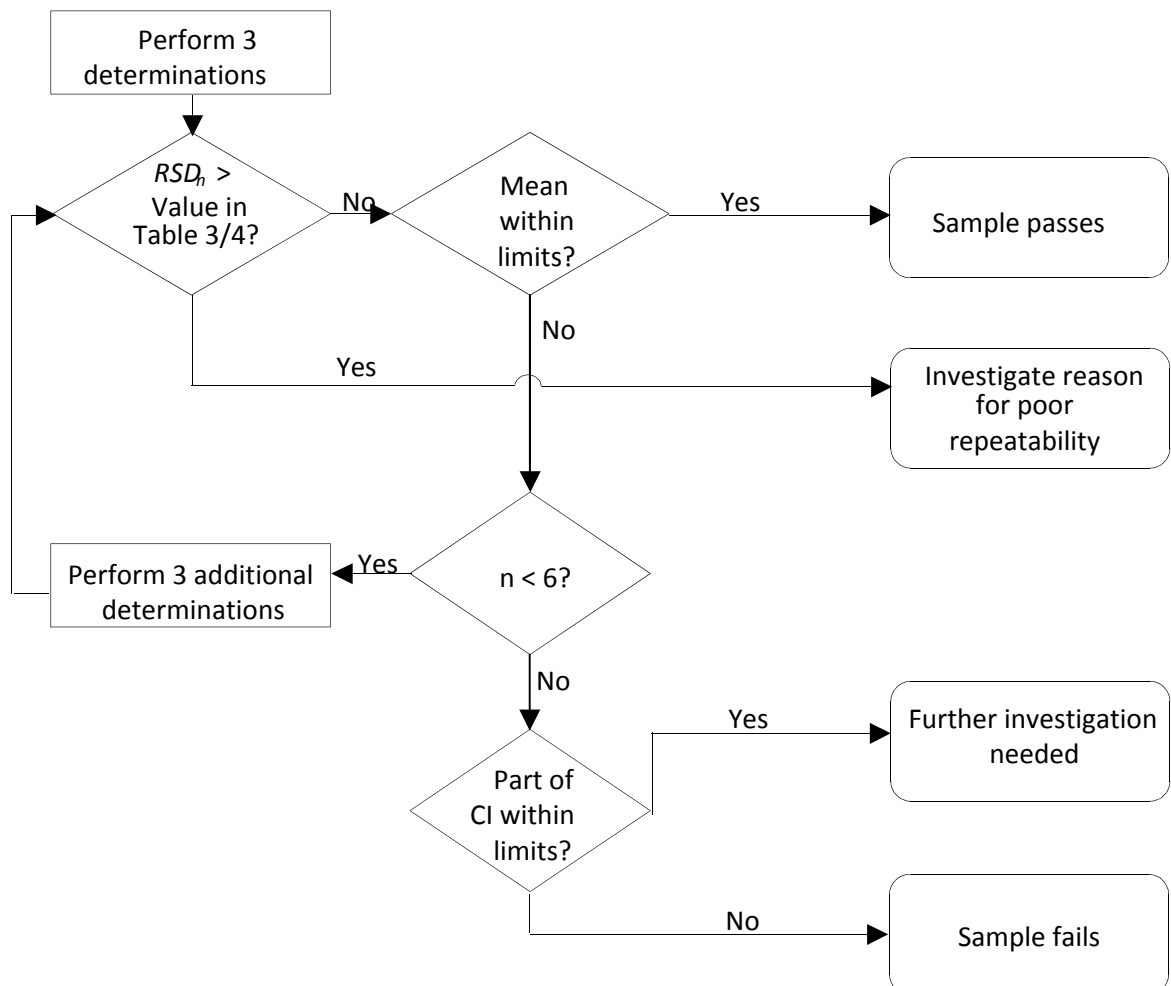 Perform 3
determinations
RSDn >
Value in
Table 3/4?
No
Mean
within
limits?
Yes
Sample passes
No
Yes
Investigate reason
for poor
repeatability
Perform 3 additional
determinations
Yes
n < 6?
No
Yes
Further investigation
needed
Part of
CI within
limits?
No
Sample fails